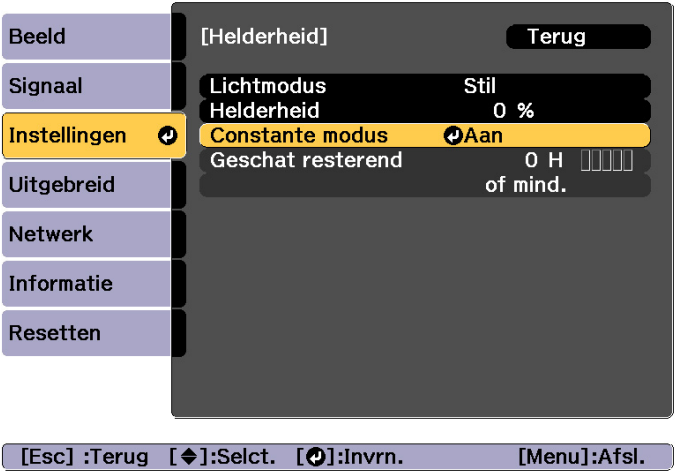 Beeld
Signaal
Instellingen
Uitgebreid
Netwerk
Informatie
Resetten
[Helderheid] Terug
Lichtmodus Stil
Helderheid 0 %
Constante modus Aan
Geschat resterend 0 H
of mind.
[Esc] :Terug [◆]:Selct. [↵]:Invrn. [Menu]:Afsl.